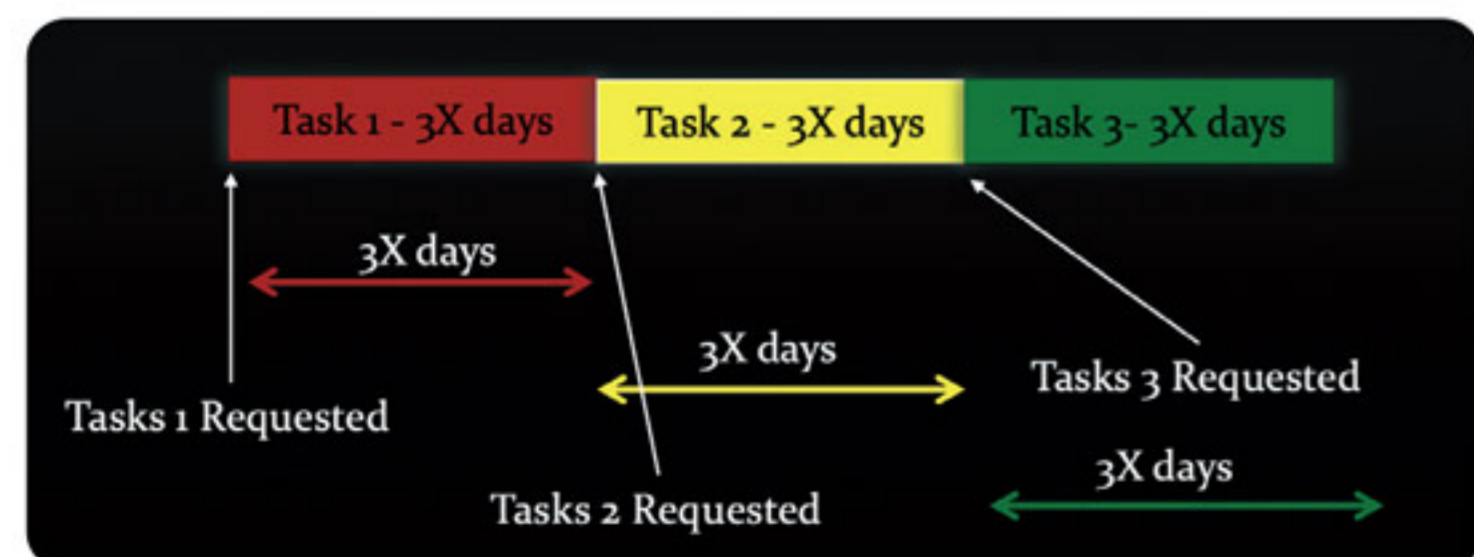 Task 1 - 3X days
Task 2 - 3X days
Task 3- 3X days
3X days
3X days
Tasks 3 Requested
Tasks 1 Requested
3X days
Tasks 2 Requested